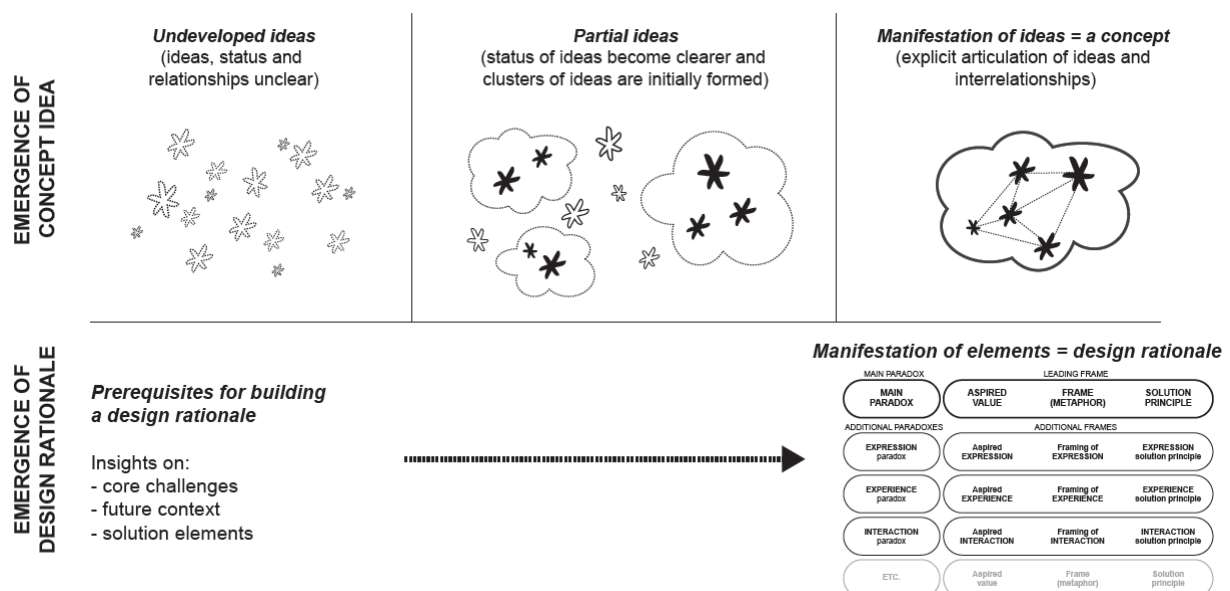 EMERGENCE OF
CONCEPT IDEA
Undeveloped ideas
(ideas, status and
relationships unclear)
Partial ideas
(status of ideas become clearer and
clusters of ideas are initially formed)
Manifestation of ideas = a concept
(explicit articulation of ideas and
interrelationships)
EMERGENCE OF
DESIGN RATIONALE
Prerequisites for building
a design rationale
Insights on:
- core challenges
- future context
- solution elements
Manifestation of elements = design rationale
MAIN PARADOX
LEADING FRAME
MAIN
PARADOX
ASPIRED
VALUE
FRAME
(METAPHOR)
SOLUTION
PRINCIPLE
ADDITIONAL PARADOXES
ADDITIONAL FRAMES
EXPRESSION
paradox
Aspired
EXPRESSION
Framing of
EXPRESSION
EXPRESSION
solution principle
EXPERIENCE
paradox
Aspired
EXPERIENCE
Framing of
EXPERIENCE
EXPERIENCE
solution principle
INTERACTION
paradox
Aspired
INTERACTION
Framing of
INTERACTION
INTERACTION
solution principle
ETC.
Aspired
value
Frame
(metaphor)
Solution
principle